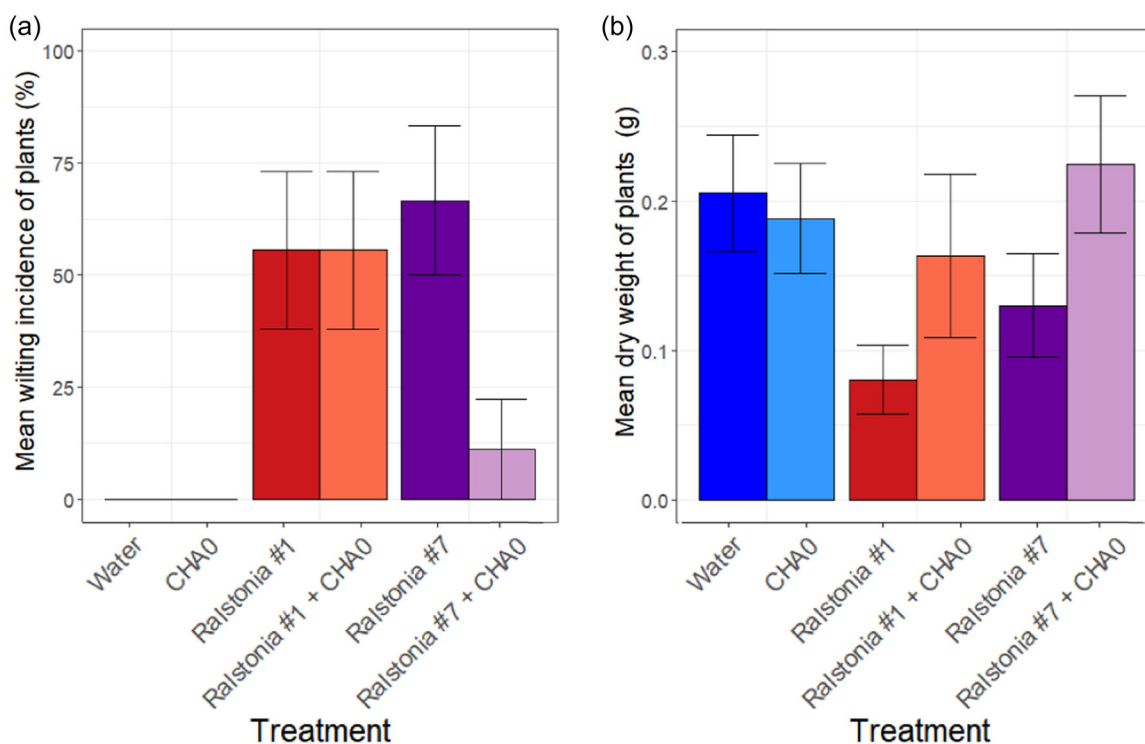 (a)
Mean wilting incidence of plants (%)
100
75
50
25
0
Water
CHA0
Ralstonia #1
Ralstonia #1 + CHA0
Ralstonia #7
Ralstonia #7 + CHA0
Treatment
(b)
Mean dry weight of plants (g)
0.3
0.2
0.1
0.0
Water
CHA0
Ralstonia #1
Ralstonia #1 + CHA0
Ralstonia #7
Ralstonia #7 + CHA0
Treatment